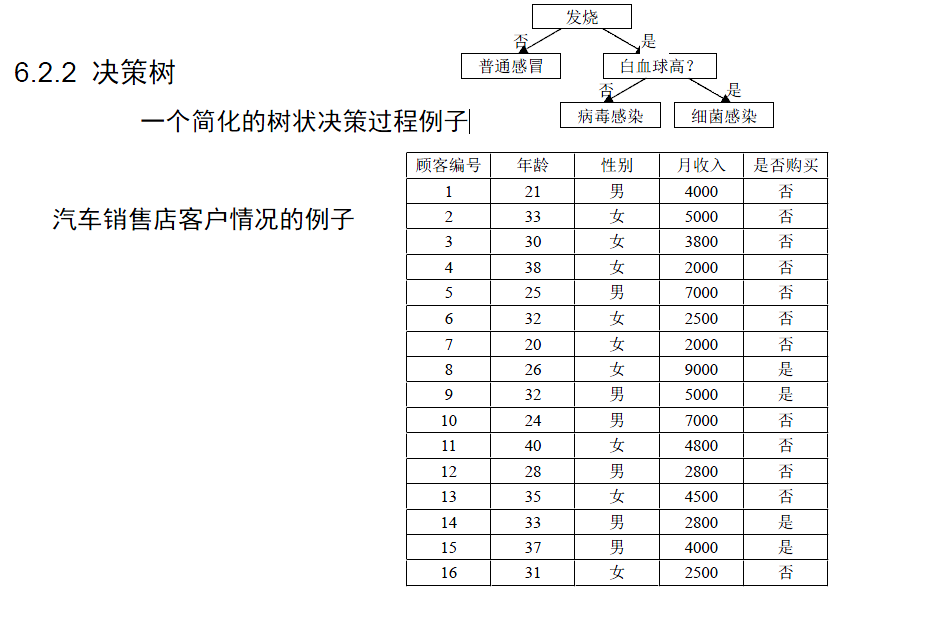 发烧
否 是
6.2.2 决策树
普通感冒 白血球高?
否 是
一个简化的树状决策过程例子
病毒感染 细菌感染
汽车销售店客户情况的例子
顾客编号 年龄 性别 月收入 是否购买
1 21 男 4000 否
2 33 女 5000 否
3 30 女 3800 否
4 38 女 2000 否
5 25 男 7000 否
6 32 女 2500 否
7 20 女 2000 否
8 26 女 9000 是
9 32 男 5000 是
10 24 男 7000 否
11 40 女 4800 否
12 28 男 2800 否
13 35 女 4500 否
14 33 男 2800 是
15 37 男 4000 是
16 31 女 2500 否